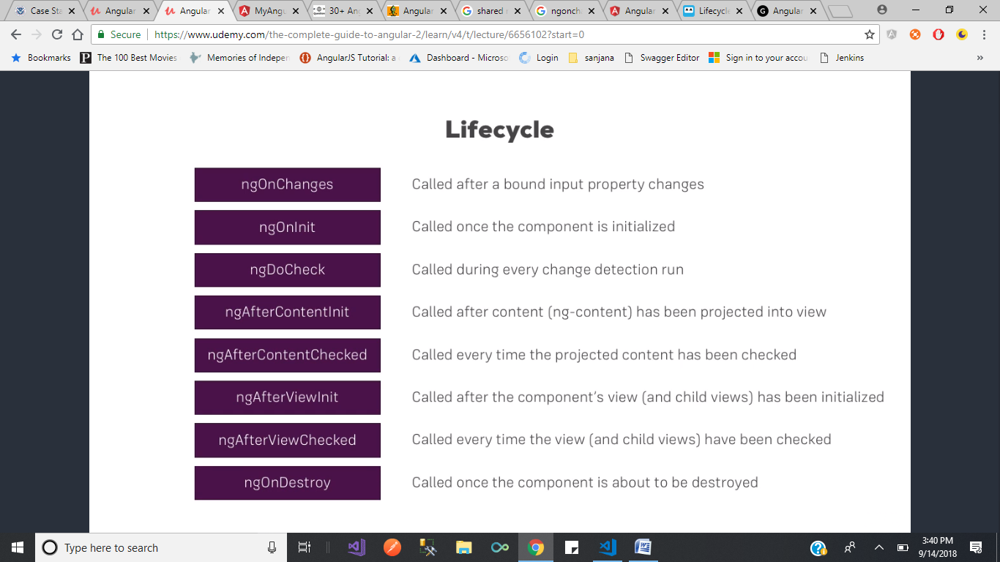 Case Sta
Angular
Angular
MyAngu
30+ Ang
Angular
shared m
ngoncha
Angular
Lifecycle
Angular
Secure
https://www.udemy.com/the-complete-guide-to-angular-2/learn/v4/t/lecture/6656102?start=0
Bookmarks
The 100 Best Movies
Memories of Indepen
AngularJS Tutorial: a
Dashboard - Microso
Login
sanjana
Swagger Editor
Sign in to your accou
Jenkins
»
Lifecycle
ngOnChanges Called after a bound input property changes
ngOnInit Called once the component is initialized
ngDoCheck Called during every change detection run
ngAfterContentInit Called after content (ng-content) has been projected into view
ngAfterContentChecked Called every time the projected content has been checked
ngAfterViewInit Called after the component’s view (and child views) has been initialized
ngAfterViewChecked Called every time the view (and child views) have been checked
ngOnDestroy Called once the component is about to be destroyed
Type here to search
3:40 PM
9/14/2018